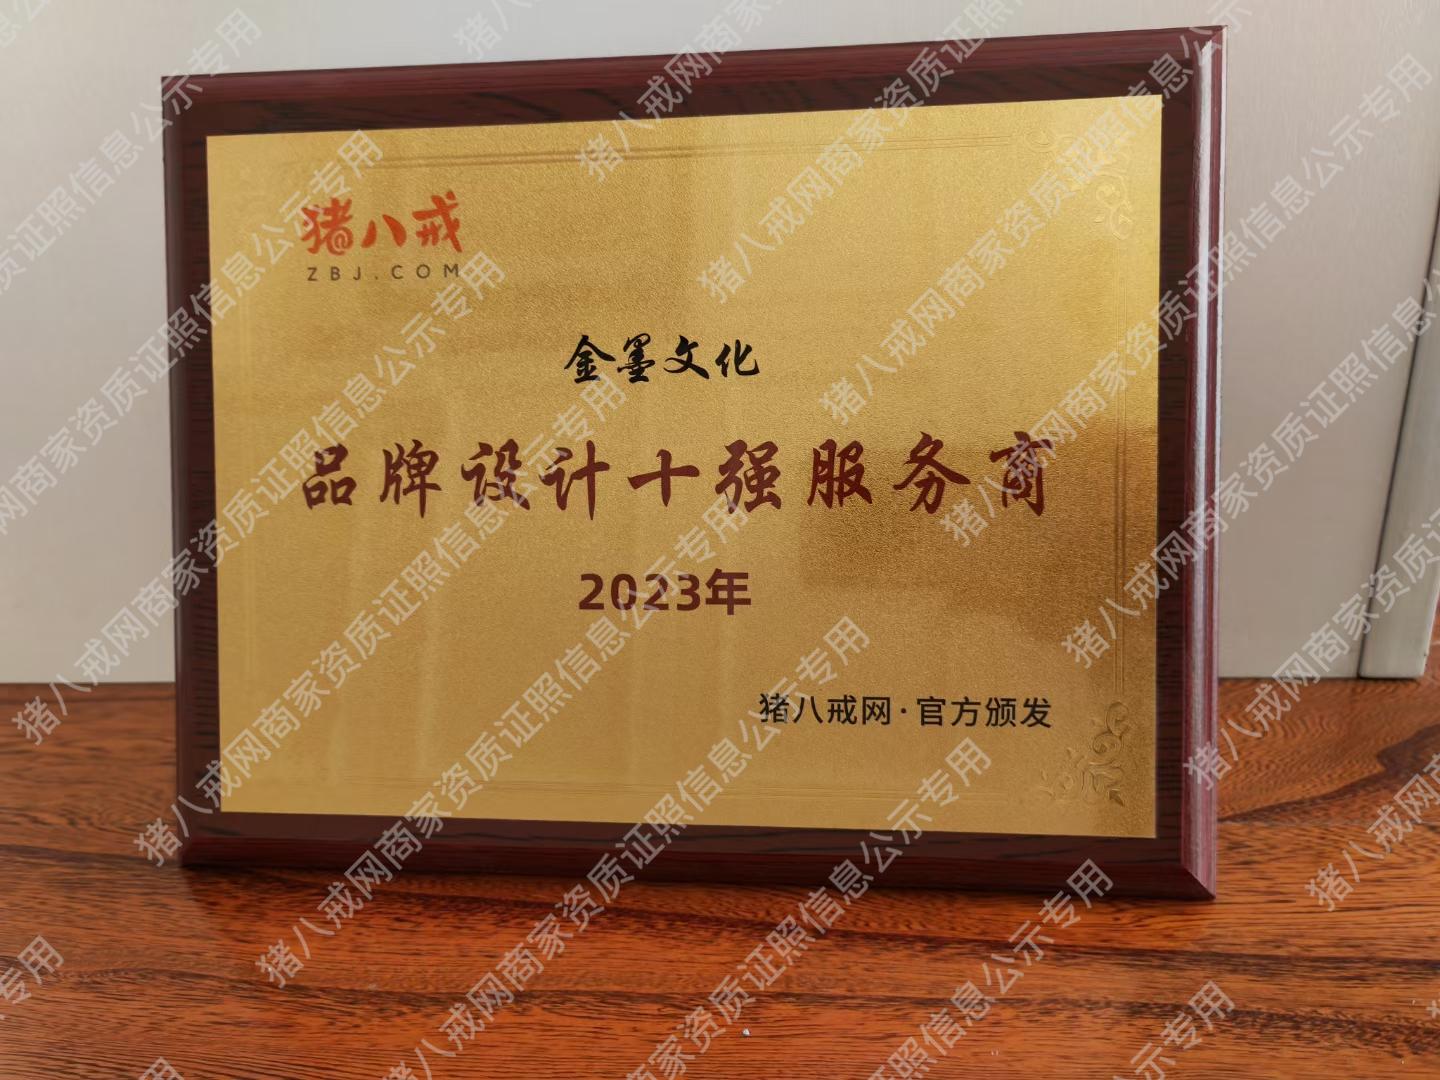 猪八戒
ZBJ.COM
金墨文化
品牌设计十强服务商
2023年
猪八戒网·官方颁发
猪八戒网商家资质证照信息公示专用